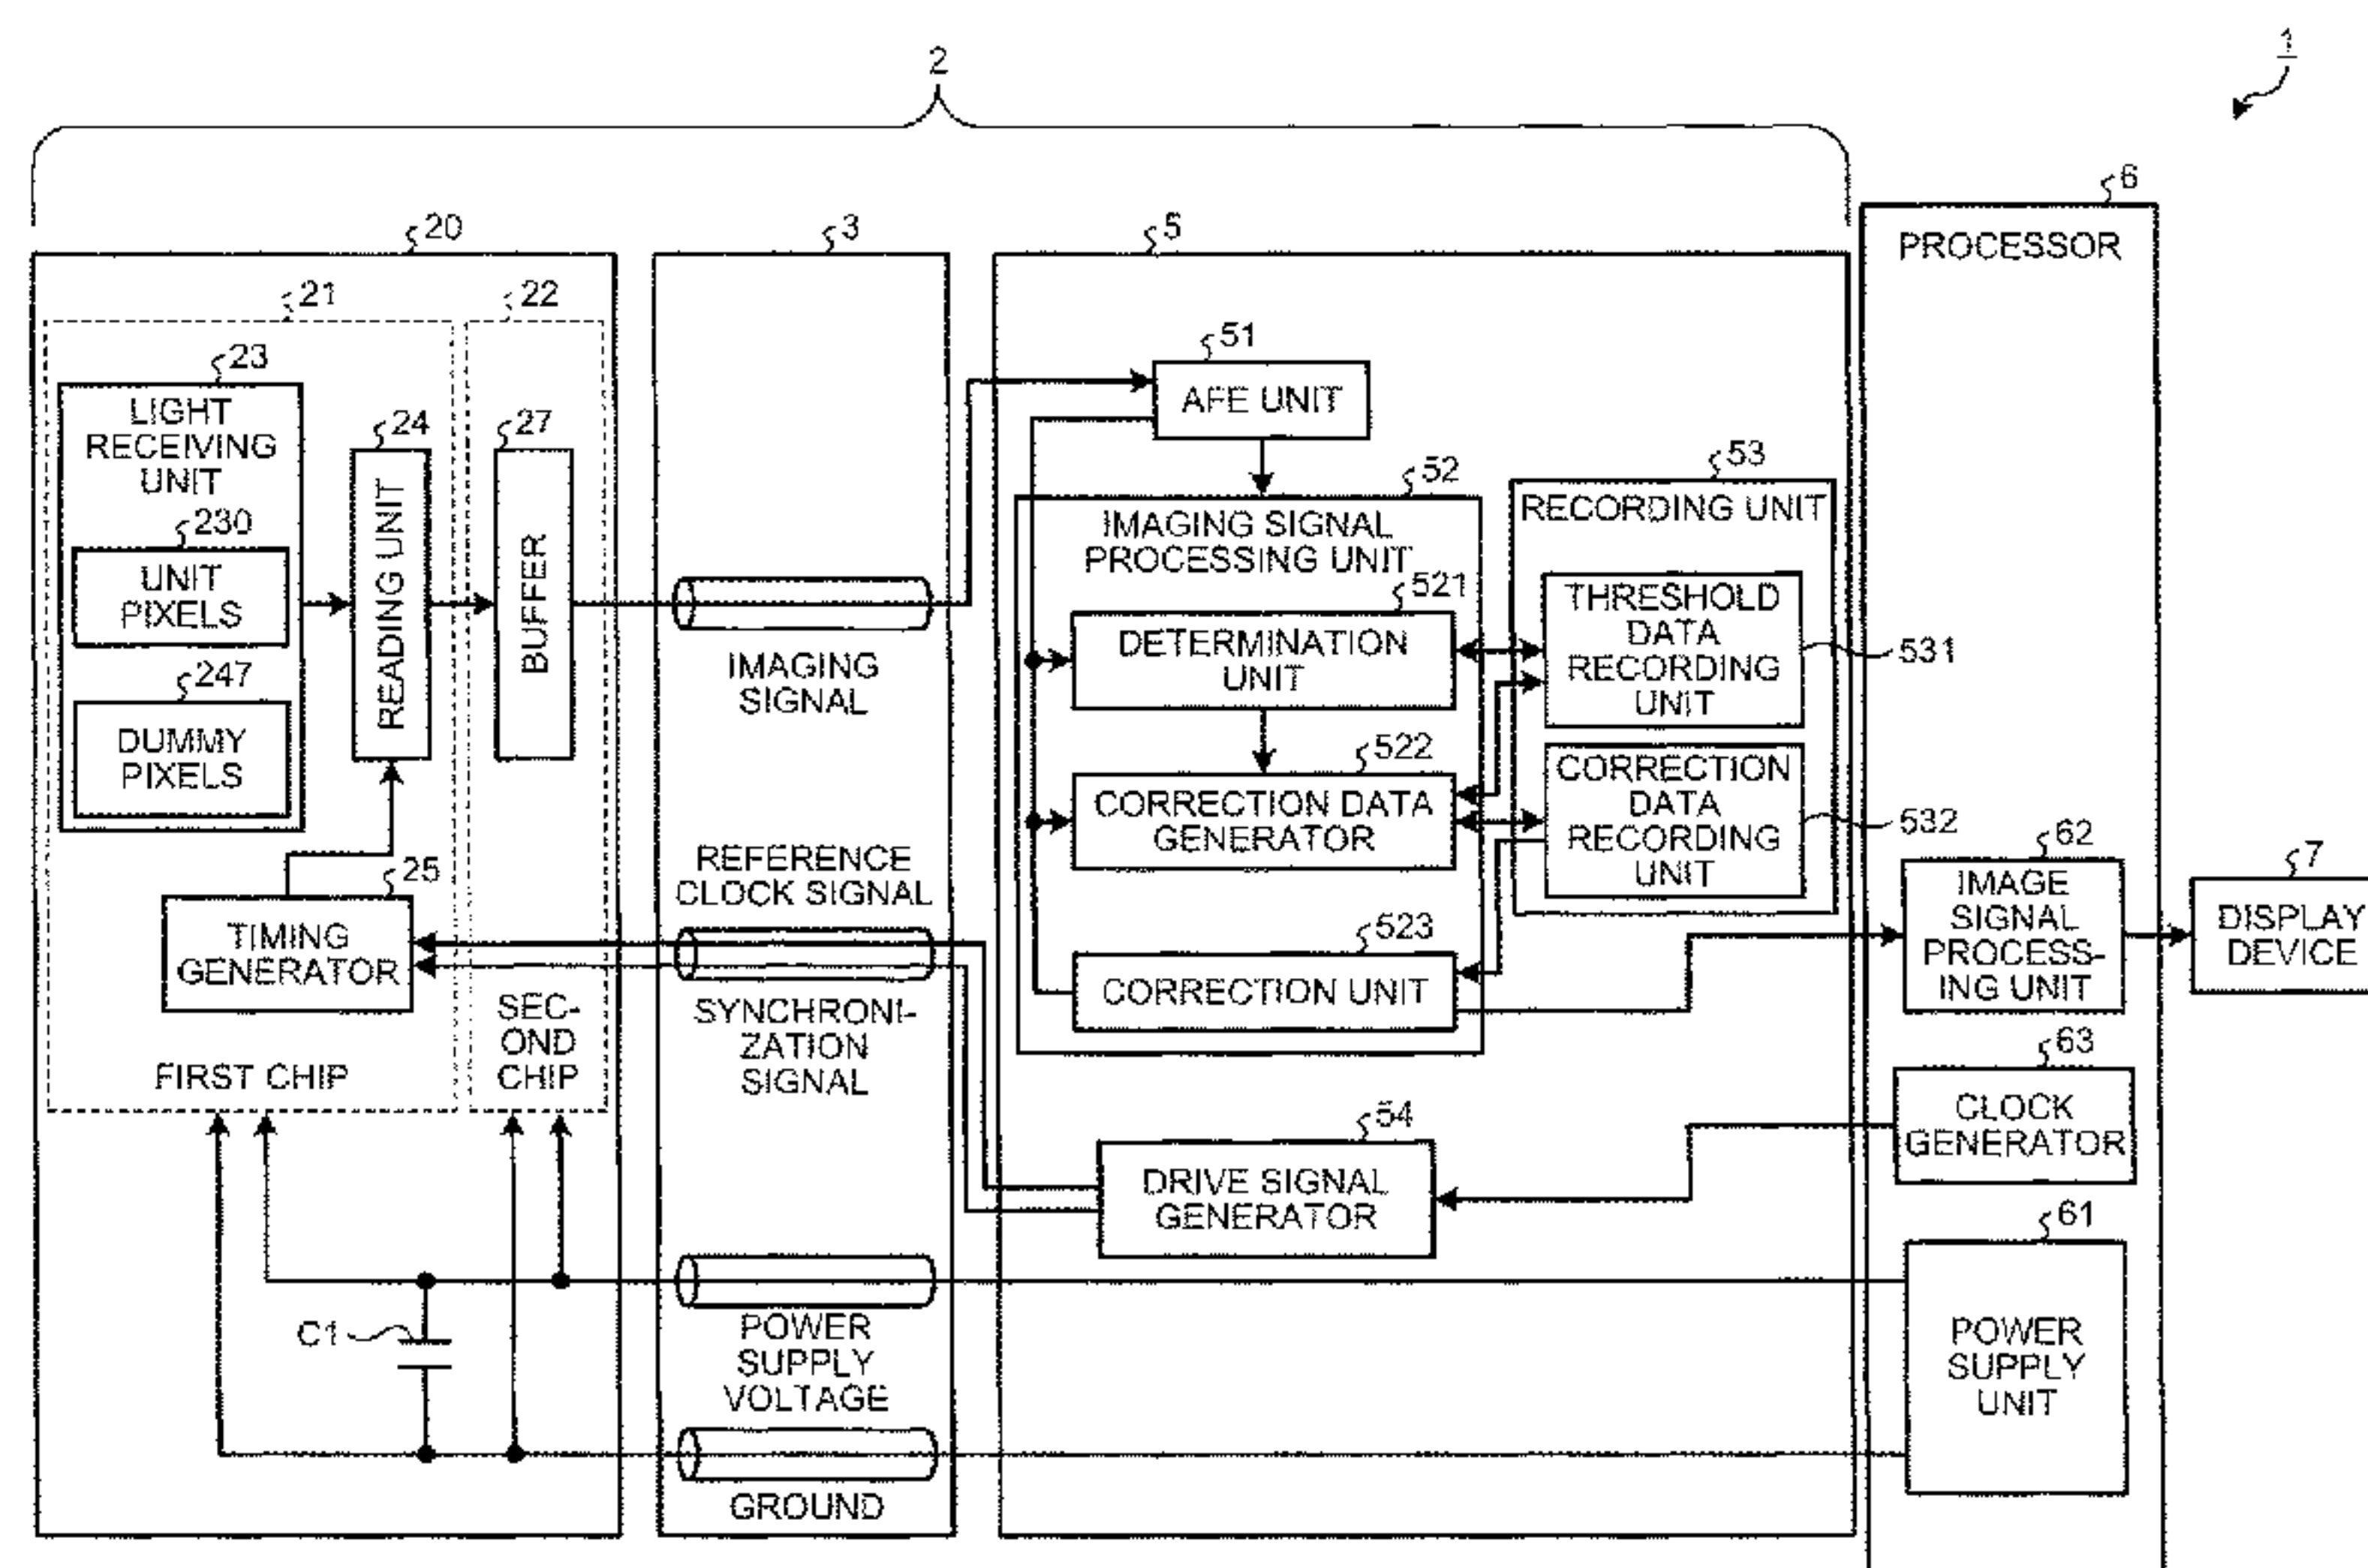 1
2
6
PROCESSOR
20
3
5
21
22
51
AFE UNIT
23
LIGHT
RECEIVING
UNIT
24
READING UNIT
27
BUFFER
230
UNIT
PIXELS
247
DUMMY
PIXELS
25
TIMING
GENERATOR
FIRST CHIP
SEC-
OND
CHIP
C1
IMAGING
SIGNAL
REFERENCE
CLOCK SIGNAL
SYNCHRONI-
ZATION
SIGNAL
POWER
SUPPLY
VOLTAGE
GROUND
52
IMAGING SIGNAL
PROCESSING UNIT
521
DETERMINATION
UNIT
522
CORRECTION DATA
GENERATOR
523
CORRECTION UNIT
53
RECORDING UNIT
THRESHOLD
DATA
RECORDING
UNIT
531
CORRECTION
DATA
RECORDING
UNIT
532
54
DRIVE SIGNAL
GENERATOR
62
IMAGE
SIGNAL
PROCESS-
ING UNIT
7
DISPLAY
DEVICE
63
CLOCK
GENERATOR
61
POWER
SUPPLY
UNIT